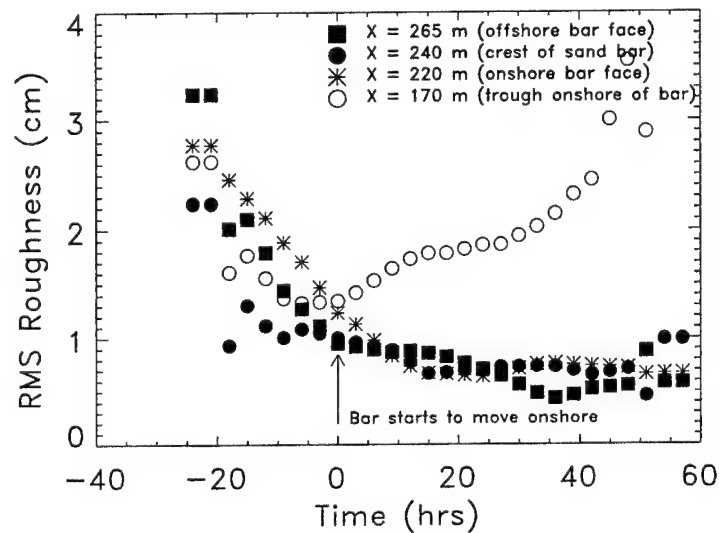 X = 265 m (offshore bar face)
X = 240 m (crest of sand bar)
X = 220 m (onshore bar face)
X = 170 m (trough onshore of bar)
RMS Roughness (cm)
4
3
2
1
0
Bar starts to move onshore
−40
−20
0
20
40
60
Time (hrs)